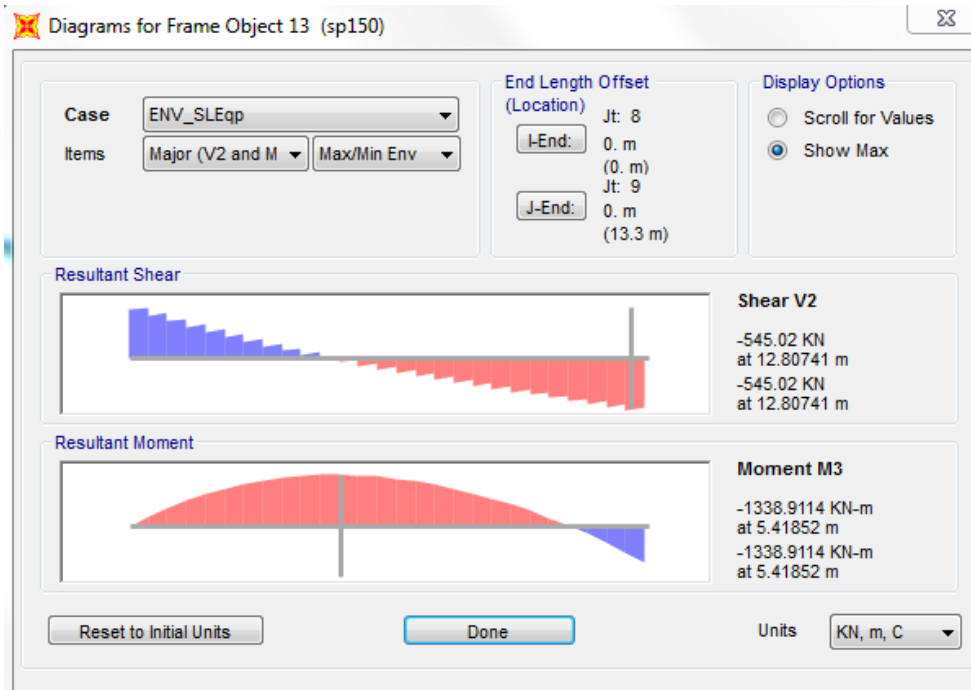 Diagrams for Frame Object 13 (sp150)
Case
ENV_SLEqp
Items
Major (V2 and M
Max/Min Env
End Length Offset
(Location)
Jt: 8
I-End:
0. m
(0. m)
Jt: 9
J-End:
0. m
(13.3 m)
Display Options
Scroll for Values
Show Max
Resultant Shear
Shear V2
-545.02 KN
at 12.80741 m
-545.02 KN
at 12.80741 m
Resultant Moment
Moment M3
-1338.9114 KN-m
at 5.41852 m
-1338.9114 KN-m
at 5.41852 m
Reset to Initial Units
Done
Units
KN, m, C